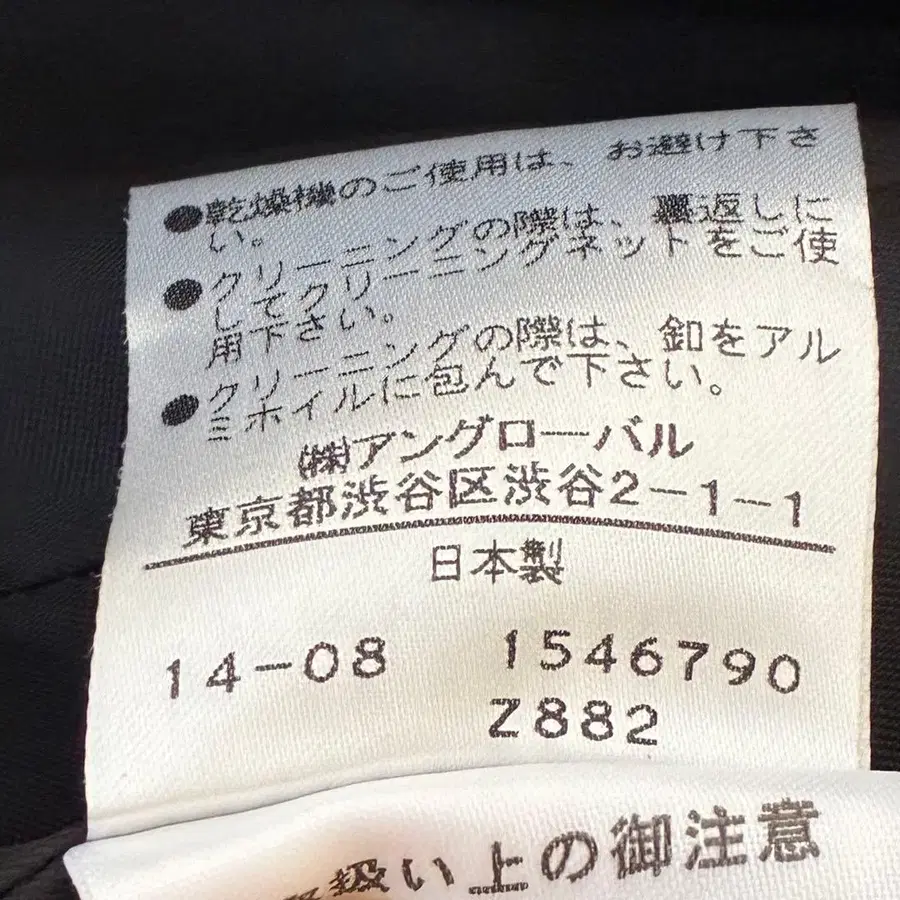 ●乾燥機のご使用は、お避け下さ
い。
●クリーニングの際は、裏返しに
してクリーニングネットをご使
用下さい。
●クリーニングの際は、釦をアル
ミホイルに包んで下さい。
㈱アングローバル
東京都渋谷区渋谷2-1-1
日本製
14-08 1546790
Z882
取扱い上の御注意